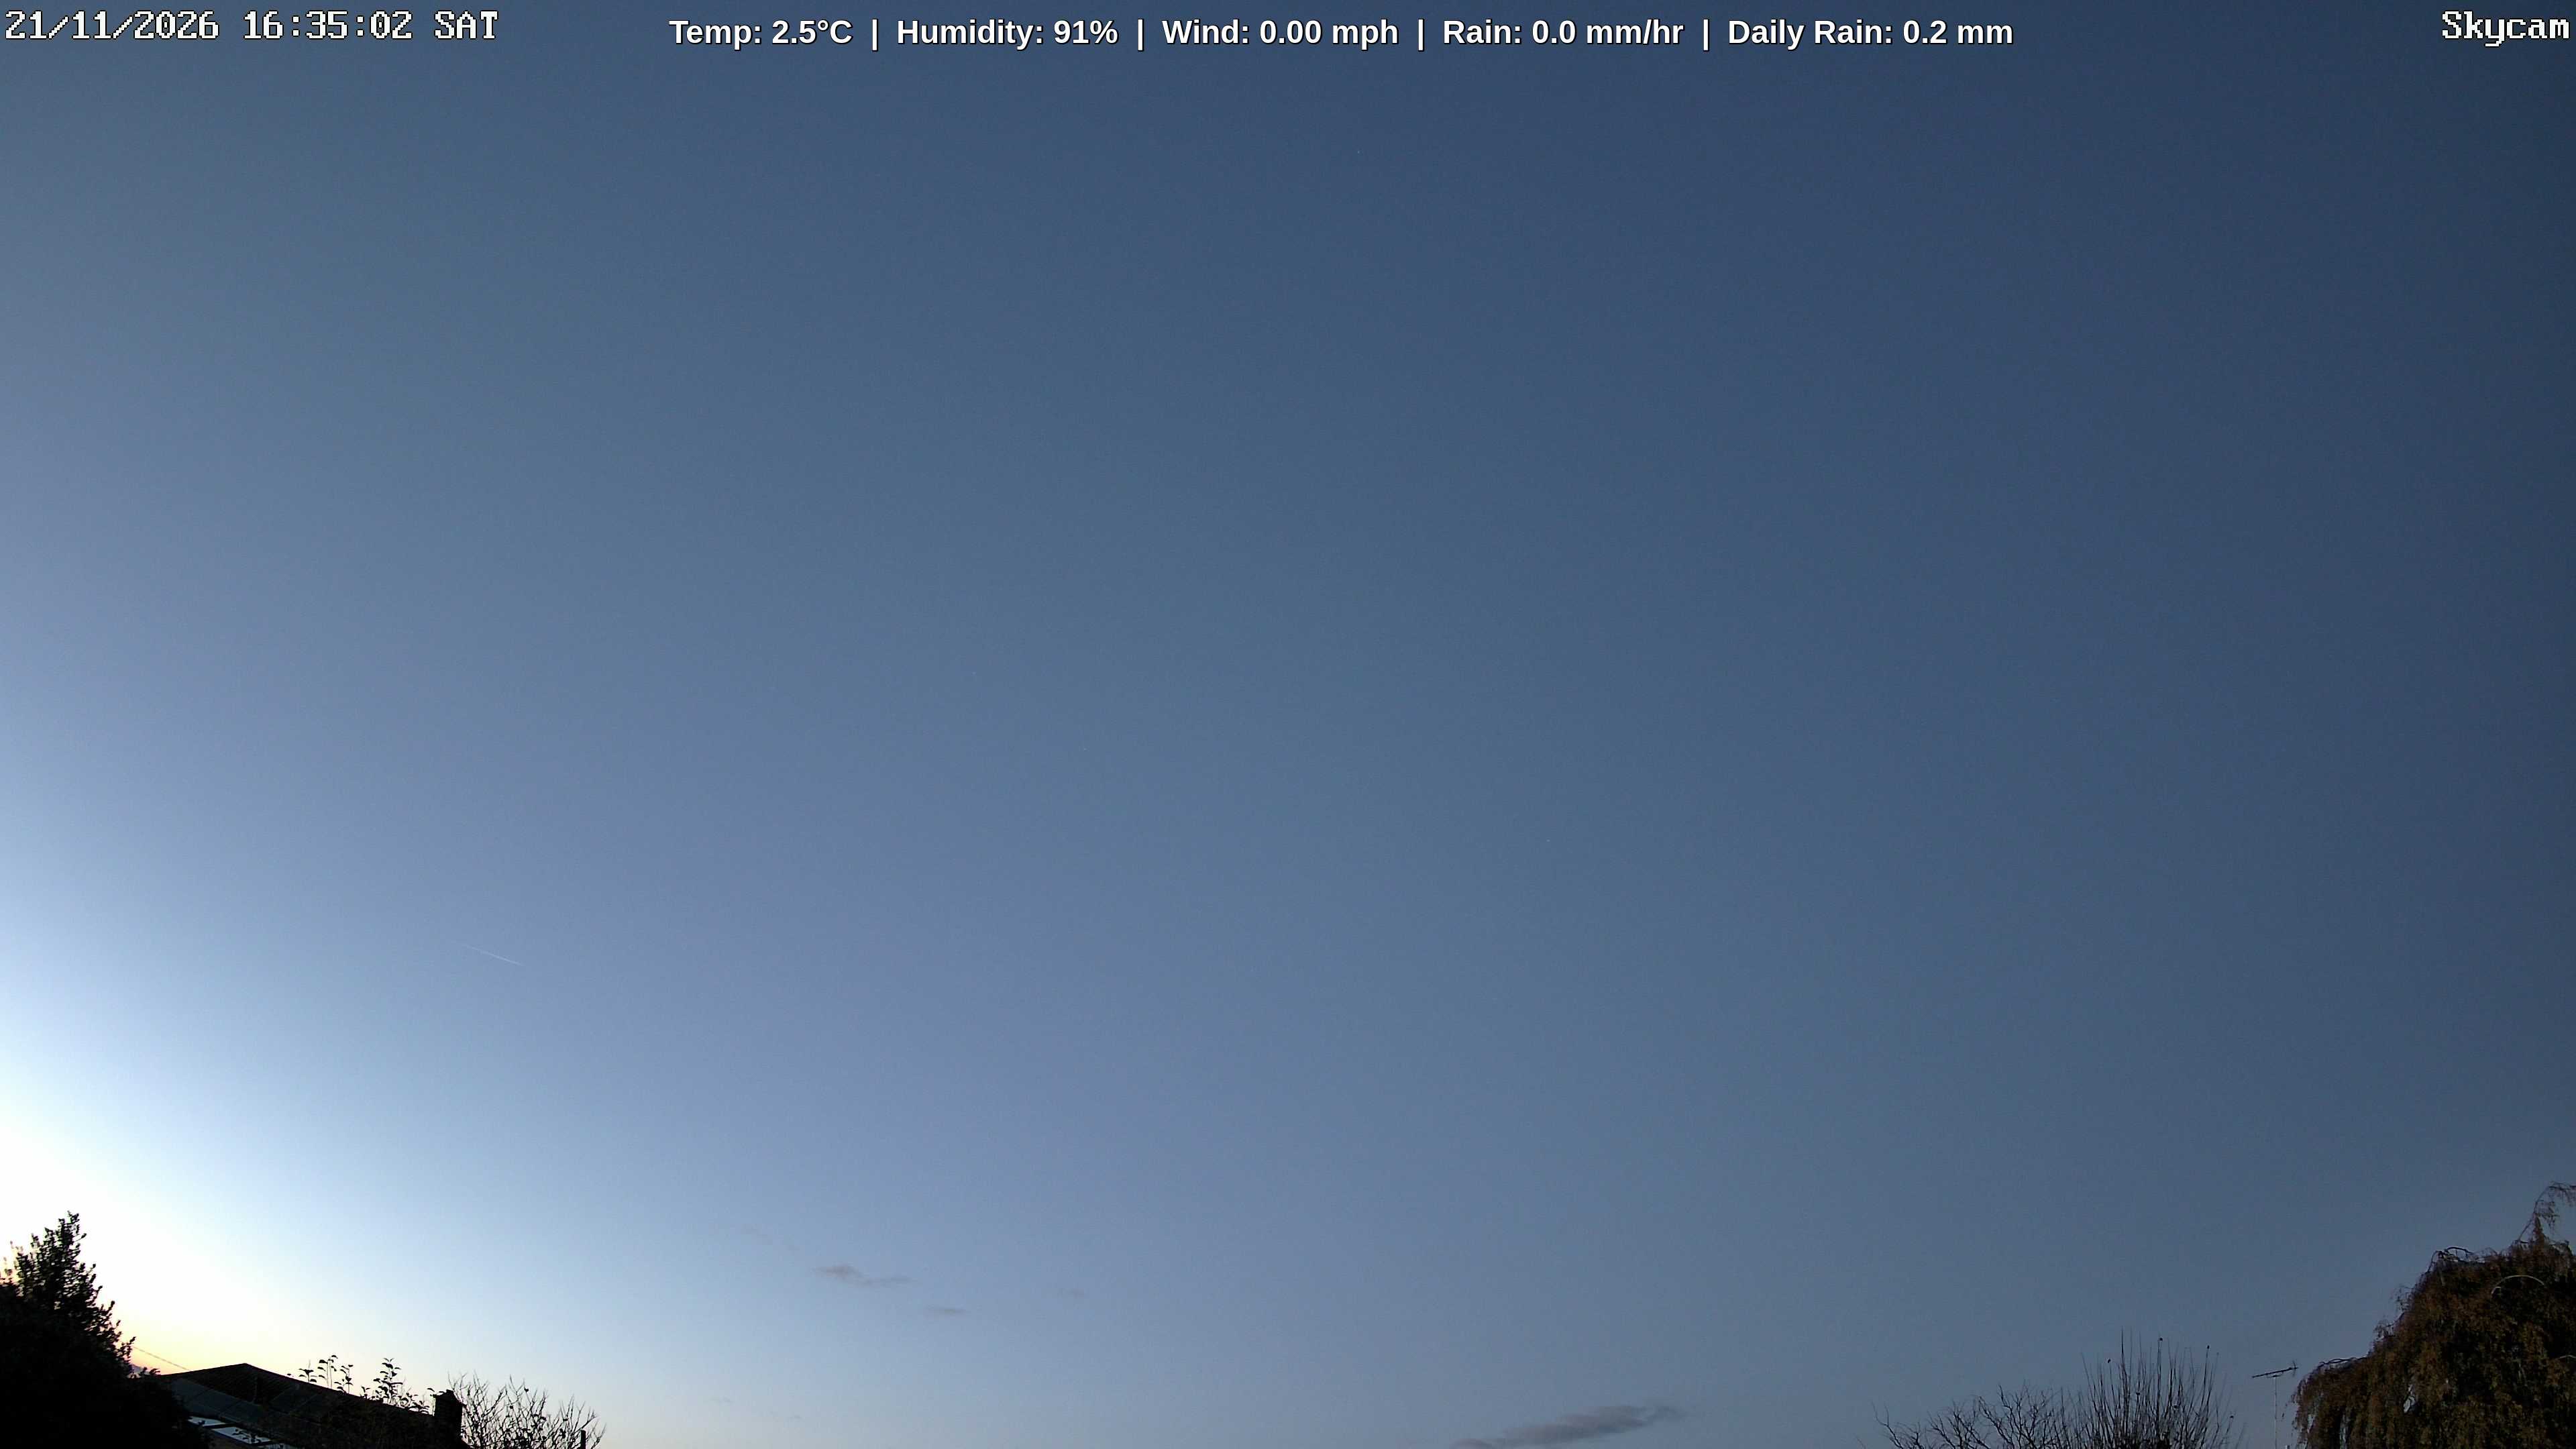 21/11/2026 16:35:02 SAT
Temp: 2.5°C | Humidity: 91% | Wind: 0.00 mph | Rain: 0.0 mm/hr | Daily Rain: 0.2 mm
Skycam